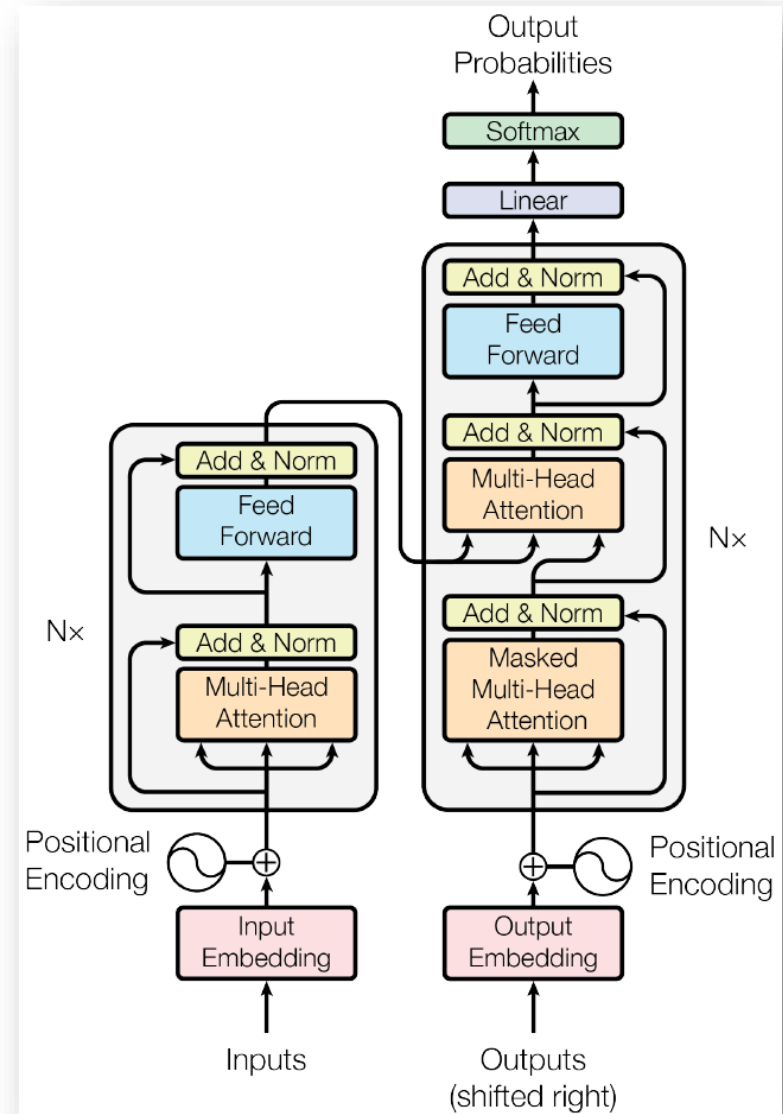 Output
Probabilities
Softmax
Linear
Add & Norm
Feed
Forward
Add & Norm
Multi-Head
Attention
Add & Norm
Masked
Multi-Head
Attention
Nx
Add & Norm
Feed
Forward
Add & Norm
Multi-Head
Attention
N×
Positional
Encoding
Positional
Encoding
Input
Embedding
Output
Embedding
Inputs
Outputs
(shifted right)